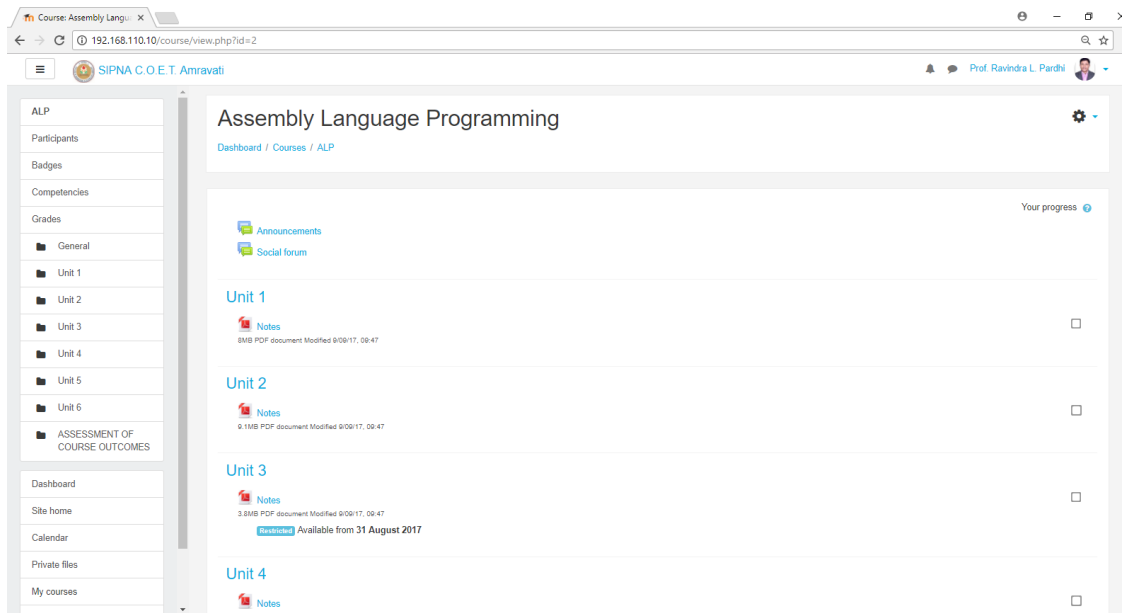 Course: Assembly Langu
192.168.110.10/course/view.php?id=2
SIPNA C.O.E.T. Amravati
Prof. Ravindra L. Pardhi
ALP
Participants
Badges
Competencies
Grades
General
Unit 1
Unit 2
Unit 3
Unit 4
Unit 5
Unit 6
ASSESSMENT OF
COURSE OUTCOMES
Dashboard
Site home
Calendar
Private files
My courses
Assembly Language Programming
Dashboard / Courses / ALP
Your progress
Announcements
Social forum
Unit 1
Notes
8MB PDF document Modified 9/09/17, 09:47
Unit 2
Notes
9.1MB PDF document Modified 9/09/17, 09:47
Unit 3
Notes
3.8MB PDF document Modified 9/09/17, 09:47
Restricted Available from 31 August 2017
Unit 4
Notes